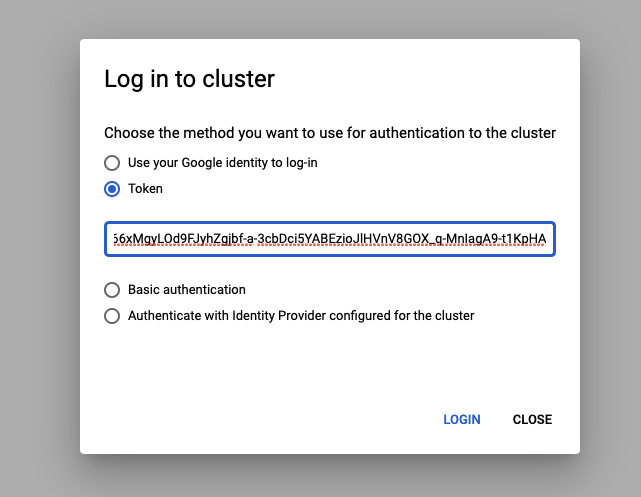 Log in to cluster
Choose the method you want to use for authentication to the cluster
Use your Google identity to log-in
Token
66xMgyLOd9FJyhZgjbf-a-3cbDci5YABEzioJlHVnV8GOX_q-MnlagA9-t1KpHA
Basic authentication
Authenticate with Identity Provider configured for the cluster
LOGIN
CLOSE